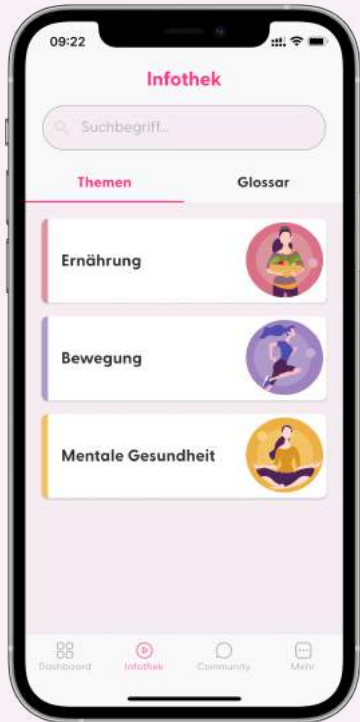 09:22
Infothek
Suchbegriff...
Themen Glossar
Ernährung
Bewegung
Mentale Gesundheit
Dashboard Infothek Community Mehr